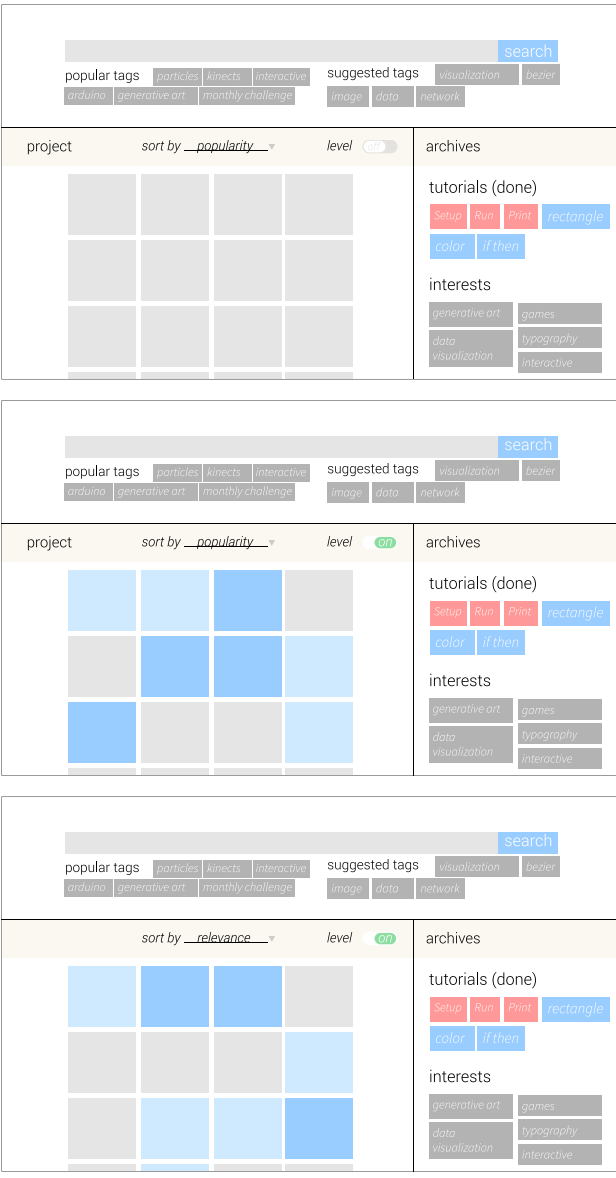 search
popular tags particles kinects interactive
arduino generative art monthly challenge
suggested tags visualization bezier
image data network
project sort by popularity level off
archives
tutorials (done)
Setup Run Print rectangle
color if then
interests
generative art games
data
visualization
typography
interactive
search
popular tags particles kinects interactive
arduino generative art monthly challenge
suggested tags visualization bezier
image data network
project sort by popularity level on
archives
tutorials (done)
Setup Run Print rectangle
color if then
interests
generative art games
data
visualization
typography
interactive
search
popular tags particles kinects interactive
arduino generative art monthly challenge
suggested tags visualization bezier
image data network
sort by relevance level on
archives
tutorials (done)
Setup Run Print rectangle
color if then
interests
generative art games
data
visualization
typography
interactive